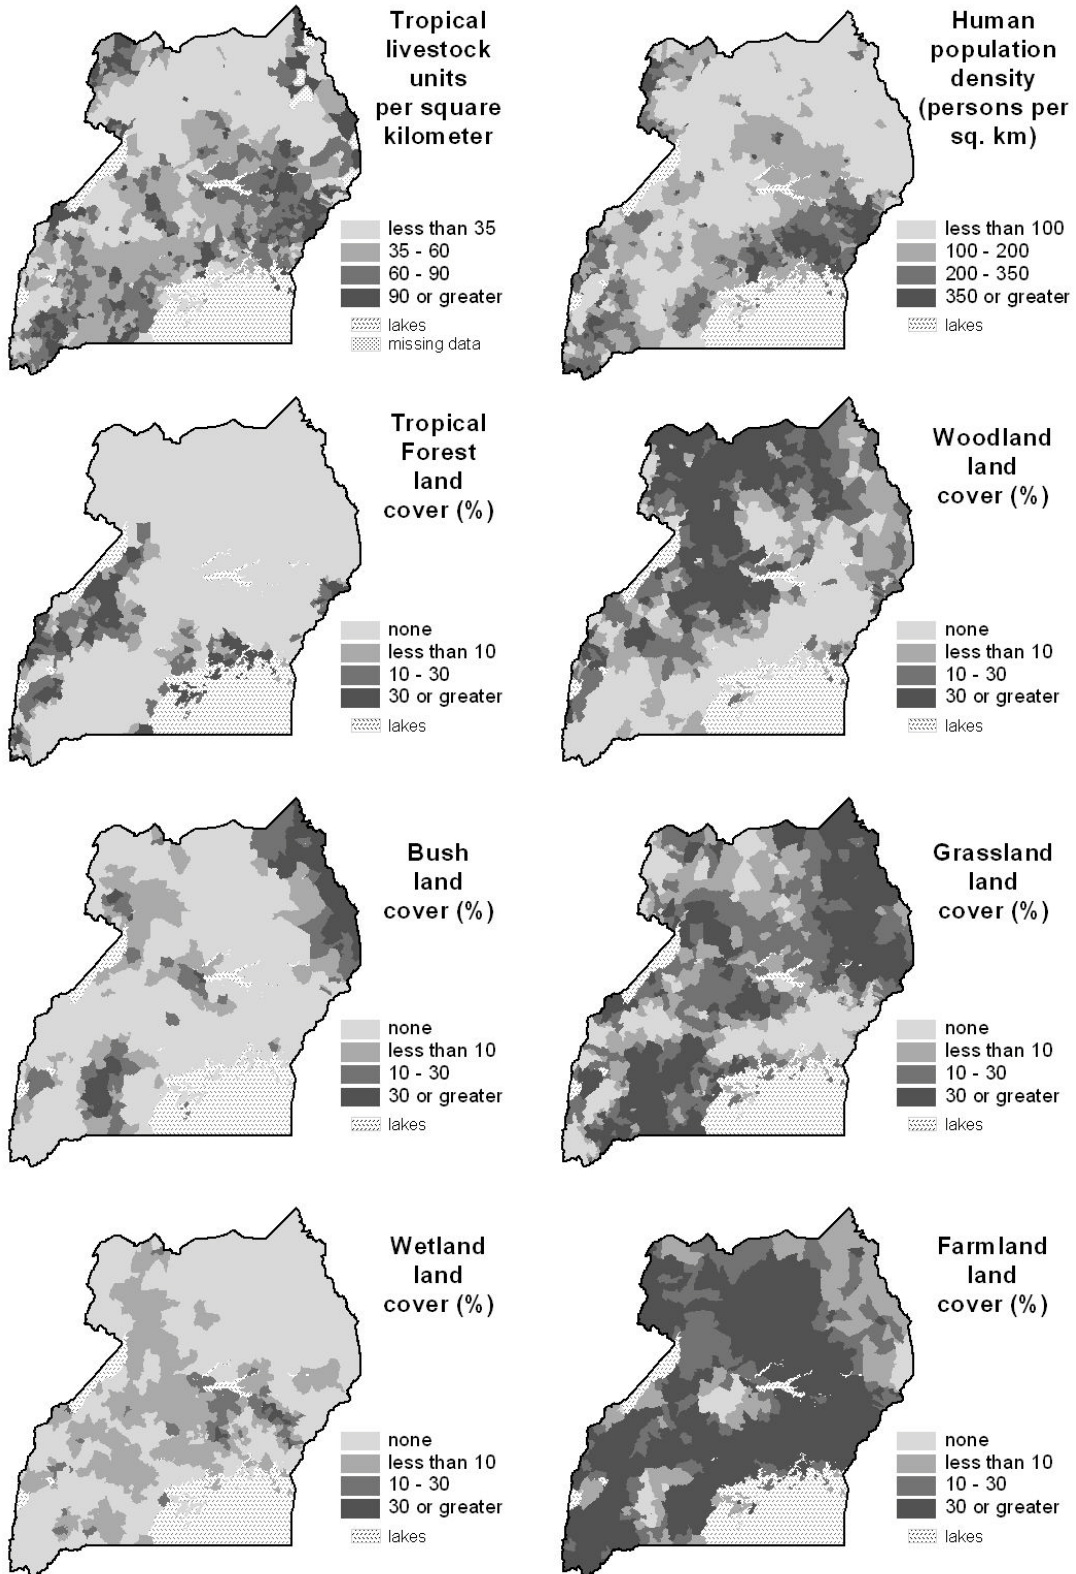 Tropical
livestock
units
per square
kilometer
less than 35
35 - 60
60 - 90
90 or greater
lakes
missing data
Human
population
density
(persons per
sq. km)
less than 100
100 - 200
200 - 350
350 or greater
lakes
Tropical
Forest
land
cover (%)
none
less than 10
10 - 30
30 or greater
lakes
Woodland
land
cover (%)
none
less than 10
10 - 30
30 or greater
lakes
Bush
land
cover (%)
none
less than 10
10 - 30
30 or greater
lakes
Grassland
land
cover (%)
none
less than 10
10 - 30
30 or greater
lakes
Wetland
land
cover (%)
none
less than 10
10 - 30
30 or greater
lakes
Farmland
land
cover (%)
none
less than 10
10 - 30
30 or greater
lakes